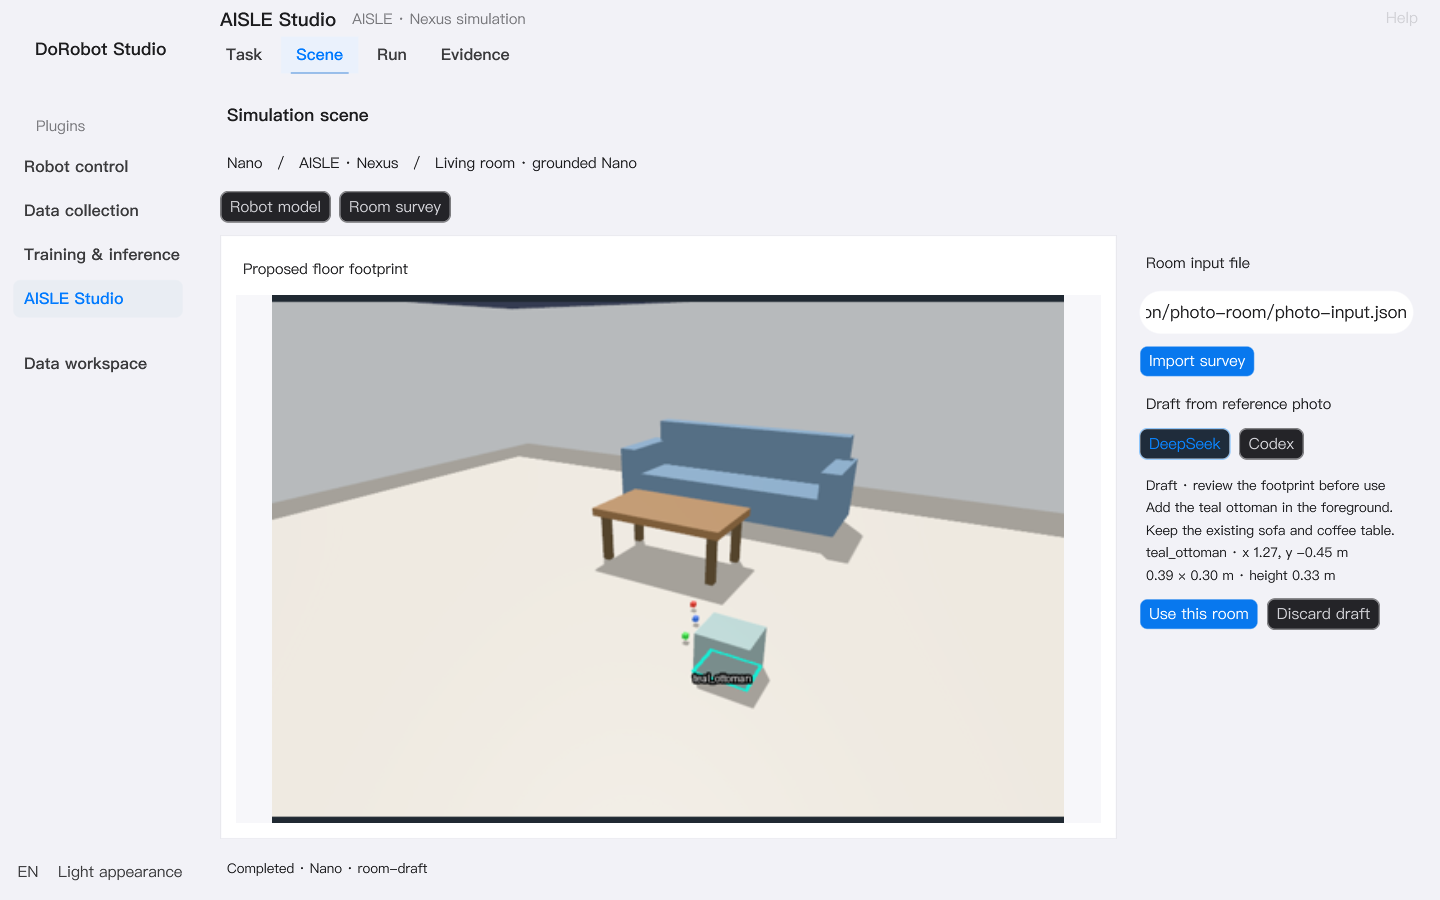 DoRobot Studio
Plugins
Robot control
Data collection
Training & inference
AISLE Studio
Data workspace
EN Light appearance
AISLE Studio AISLE · Nexus simulation
Help
Task Scene Run Evidence
Simulation scene
Nano / AISLE · Nexus / Living room · grounded Nano
Robot model Room survey
Proposed floor footprint
teal_ottoman
Completed · Nano · room-draft
Room input file
on/photo-room/photo-input.json
Import survey
Draft from reference photo
DeepSeek Codex
Draft · review the footprint before use
Add the teal ottoman in the foreground.
Keep the existing sofa and coffee table.
teal_ottoman · x 1.27, y -0.45 m
0.39 × 0.30 m · height 0.33 m
Use this room Discard draft